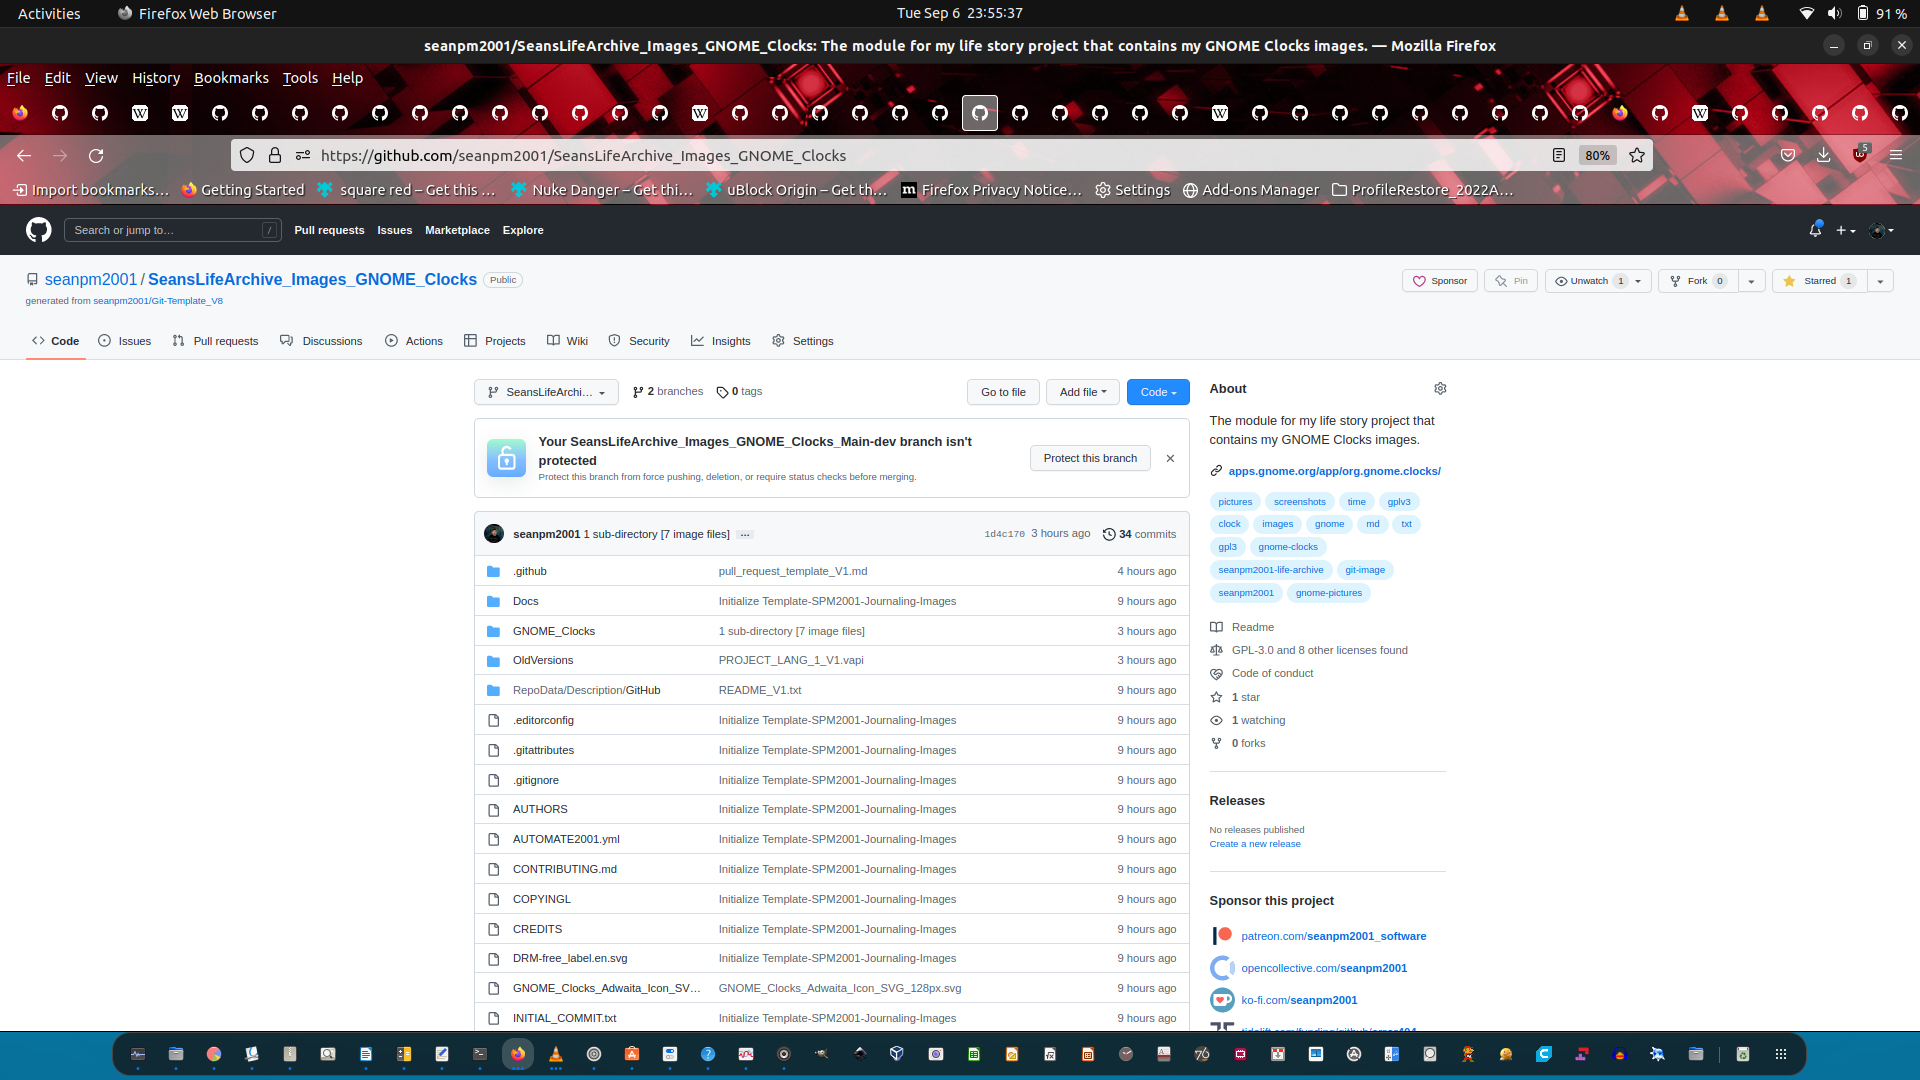 Activities
Firefox Web Browser
Tue Sep 6 23:55:37
91 %
seanpm2001/SeansLifeArchive_Images_GNOME_Clocks: The module for my life story project that contains my GNOME Clocks images. — Mozilla Firefox
File Edit View History Bookmarks Tools Help
https://github.com/seanpm2001/SeansLifeArchive_Images_GNOME_Clocks
80%
5
Import bookmarks… Getting Started square red – Get this … Nuke Danger – Get thi… uBlock Origin – Get th… Firefox Privacy Notice… Settings Add-ons Manager ProfileRestore_2022A…
Search or jump to… /
Pull requests Issues Marketplace Explore
seanpm2001 / SeansLifeArchive_Images_GNOME_Clocks Public
generated from seanpm2001/Git-Template_V8
Sponsor Pin Unwatch 1 Fork 0 Starred 1
Code Issues Pull requests Discussions Actions Projects Wiki Security Insights Settings
SeansLifeArchi… 2 branches 0 tags
Go to file Add file Code
Your SeansLifeArchive_Images_GNOME_Clocks_Main-dev branch isn't
protected
Protect this branch from force pushing, deletion, or require status checks before merging.
Protect this branch
seanpm2001 1 sub-directory [7 image files] … 1d4c170 3 hours ago 34 commits
.github pull_request_template_V1.md 4 hours ago
Docs Initialize Template-SPM2001-Journaling-Images 9 hours ago
GNOME_Clocks 1 sub-directory [7 image files] 3 hours ago
OldVersions PROJECT_LANG_1_V1.vapi 3 hours ago
RepoData/Description/GitHub README_V1.txt 9 hours ago
.editorconfig Initialize Template-SPM2001-Journaling-Images 9 hours ago
.gitattributes Initialize Template-SPM2001-Journaling-Images 9 hours ago
.gitignore Initialize Template-SPM2001-Journaling-Images 9 hours ago
AUTHORS Initialize Template-SPM2001-Journaling-Images 9 hours ago
AUTOMATE2001.yml Initialize Template-SPM2001-Journaling-Images 9 hours ago
CONTRIBUTING.md Initialize Template-SPM2001-Journaling-Images 9 hours ago
COPYINGL Initialize Template-SPM2001-Journaling-Images 9 hours ago
CREDITS Initialize Template-SPM2001-Journaling-Images 9 hours ago
DRM-free_label.en.svg Initialize Template-SPM2001-Journaling-Images 9 hours ago
GNOME_Clocks_Adwaita_Icon_SV… GNOME_Clocks_Adwaita_Icon_SVG_128px.svg 9 hours ago
INITIAL_COMMIT.txt Initialize Template-SPM2001-Journaling-Images 9 hours ago
About
The module for my life story project that
contains my GNOME Clocks images.
apps.gnome.org/app/org.gnome.clocks/
pictures screenshots time gplv3
clock images gnome md txt
gpl3 gnome-clocks
seanpm2001-life-archive git-image
seanpm2001 gnome-pictures
Readme
GPL-3.0 and 8 other licenses found
Code of conduct
1 star
1 watching
0 forks
Releases
No releases published
Create a new release
Sponsor this project
patreon.com/seanpm2001_software
opencollective.com/seanpm2001
ko-fi.com/seanpm2001
tidelift.com/funding/github/error404